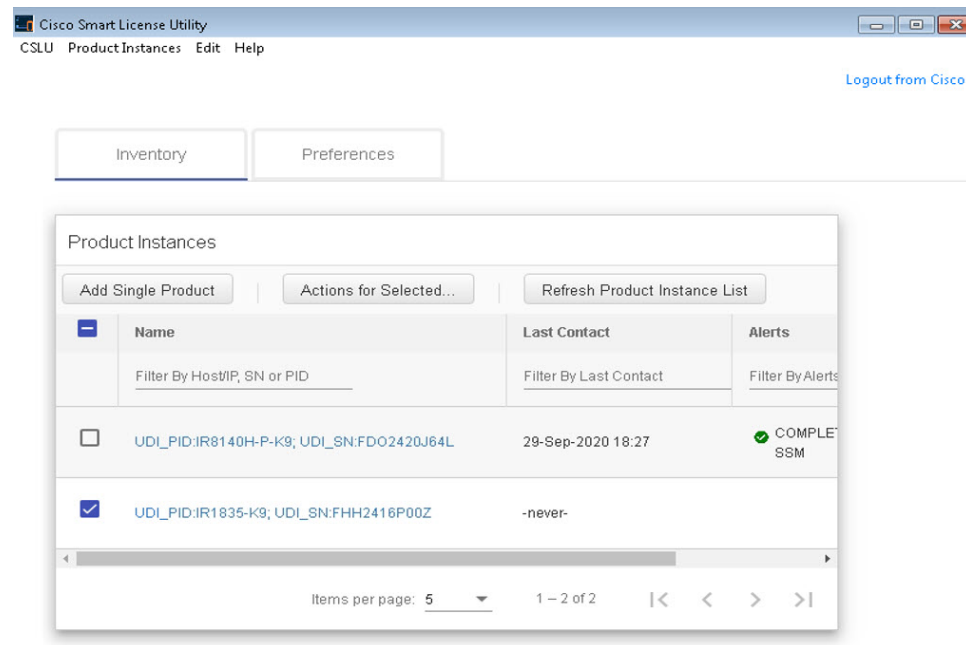 Cisco Smart License Utility
CSLU Product Instances Edit Help
Logout from Cisco
Inventory Preferences
Product Instances
Add Single Product Actions for Selected... Refresh Product Instance List
Name Last Contact Alerts
Filter By Host/IP, SN or PID Filter By Last Contact Filter By Alerts
UDI_PID:IR8140H-P-K9; UDI_SN:FDO2420J64L 29-Sep-2020 18:27 COMPLET
SSM
UDI_PID:IR1835-K9; UDI_SN:FHH2416P00Z -never-
Items per page: 5 1 – 2 of 2